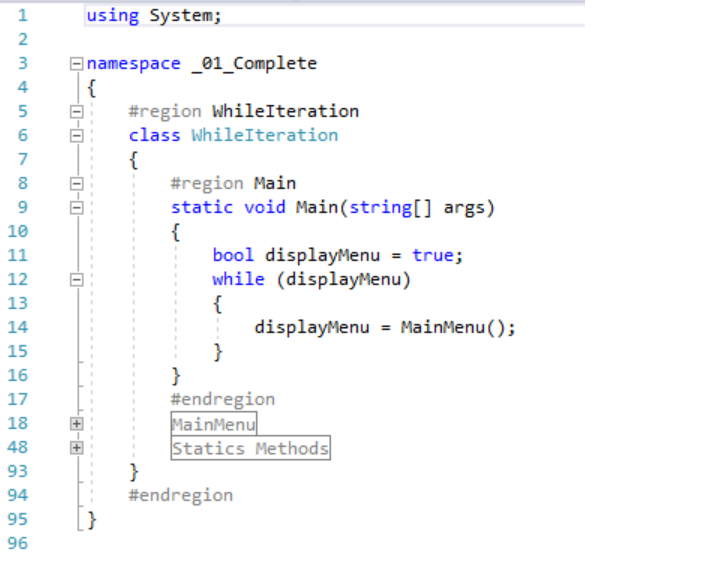 1 using System;
2
3 namespace _01_Complete
4 {
5 #region WhileIteration
6 class WhileIteration
7 {
8 #region Main
9 static void Main(string[] args)
10 {
11 bool displayMenu = true;
12 while (displayMenu)
13 {
14 displayMenu = MainMenu();
15 }
16 }
17 #endregion
18 MainMenu
48 Statics Methods
93 }
94 #endregion
95 }
96